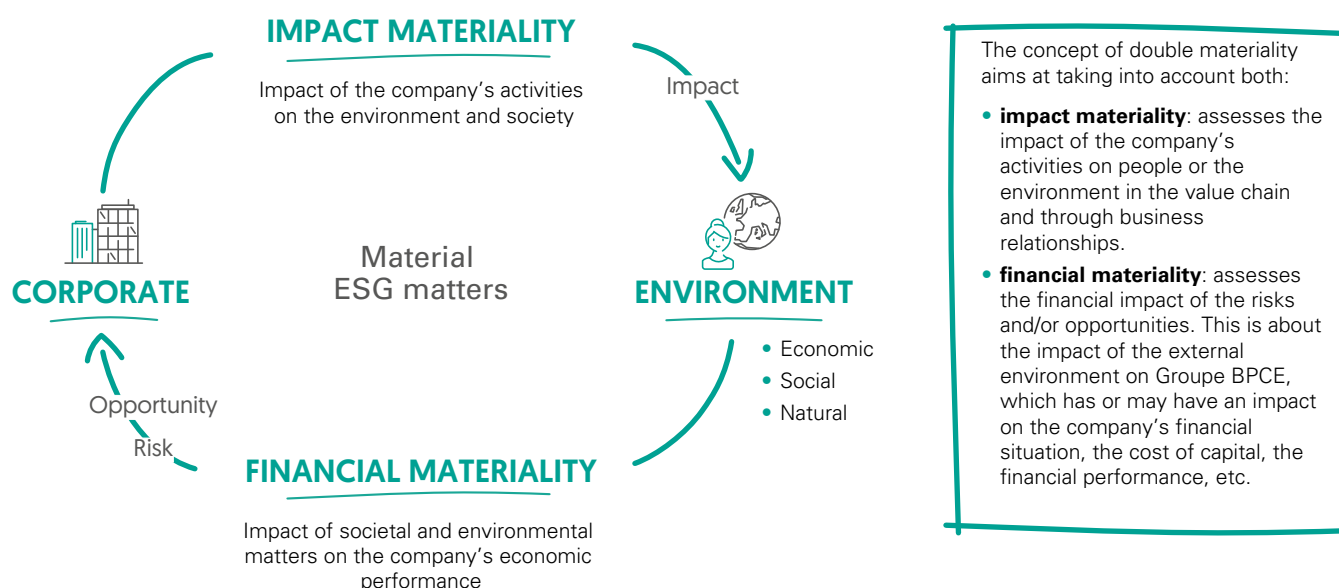 IMPACT MATERIALITY
Impact of the company's activities
on the environment and society
Impact
CORPORATE
Material
ESG matters
ENVIRONMENT
• Economic
• Social
• Natural
Opportunity
Risk
FINANCIAL MATERIALITY
Impact of societal and environmental
matters on the company's economic
performance
The concept of double materiality
aims at taking into account both:
• impact materiality: assesses the
impact of the company's
activities on people or the
environment in the value chain
and through business
relationships.
• financial materiality: assesses
the financial impact of the risks
and/or opportunities. This is about
the impact of the external
environment on Groupe BPCE,
which has or may have an impact
on the company's financial
situation, the cost of capital, the
financial performance, etc.